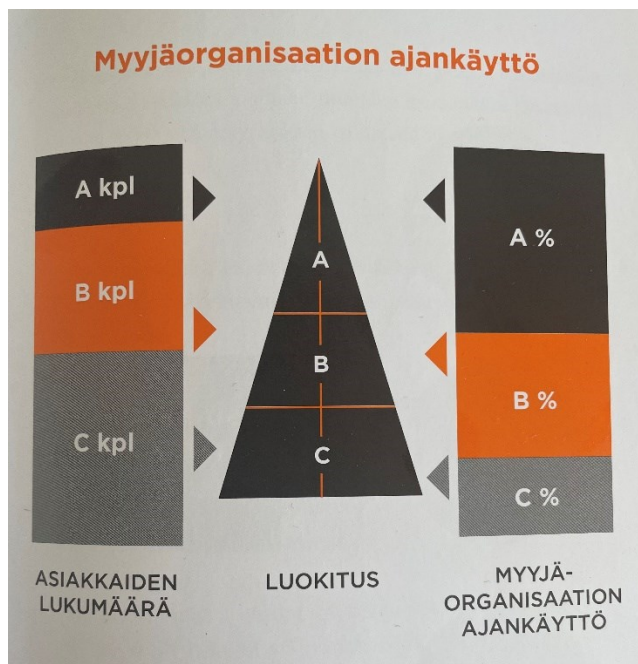 Myyjäorganisaation ajankäyttö
A kpl
B kpl
C kpl
A
B
C
A %
B %
C %
ASIAKKAIDEN
LUKUMÄÄRÄ
LUOKITUS
MYYJÄ-
ORGANISAATION
AJANKÄYTTÖ